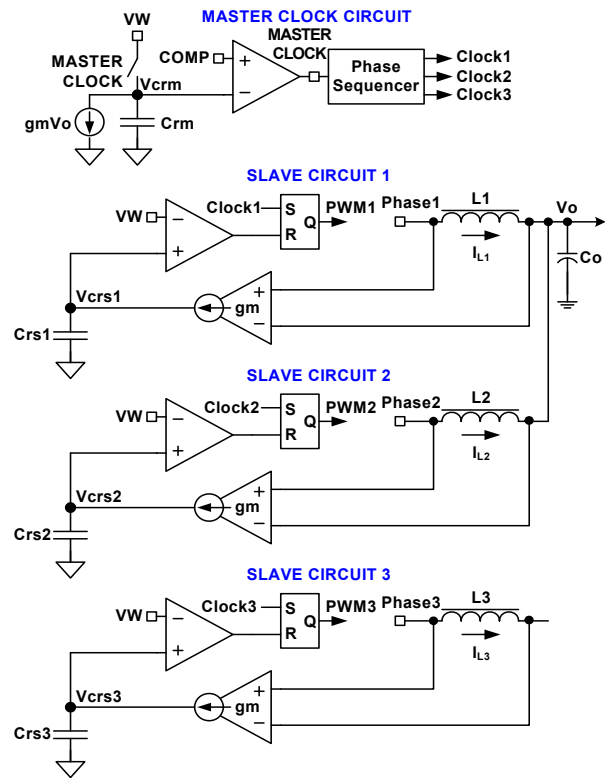 MASTER CLOCK CIRCUIT
VW
MASTER
CLOCK
COMP
MASTER
CLOCK
Vcrm
gmVo
Crm
+
−
Phase
Sequencer
Clock1
Clock2
Clock3
SLAVE CIRCUIT 1
VW
−
+
Clock1
S
R
Q
PWM1
Phase1
L1
IL1
Vo
Co
Vcrs1
Crs1
gm
+
−
SLAVE CIRCUIT 2
VW
−
+
Clock2
S
R
Q
PWM2
Phase2
L2
IL2
Vcrs2
Crs2
gm
+
−
SLAVE CIRCUIT 3
VW
−
+
Clock3
S
R
Q
PWM3
Phase3
L3
IL3
Vcrs3
Crs3
gm
+
−